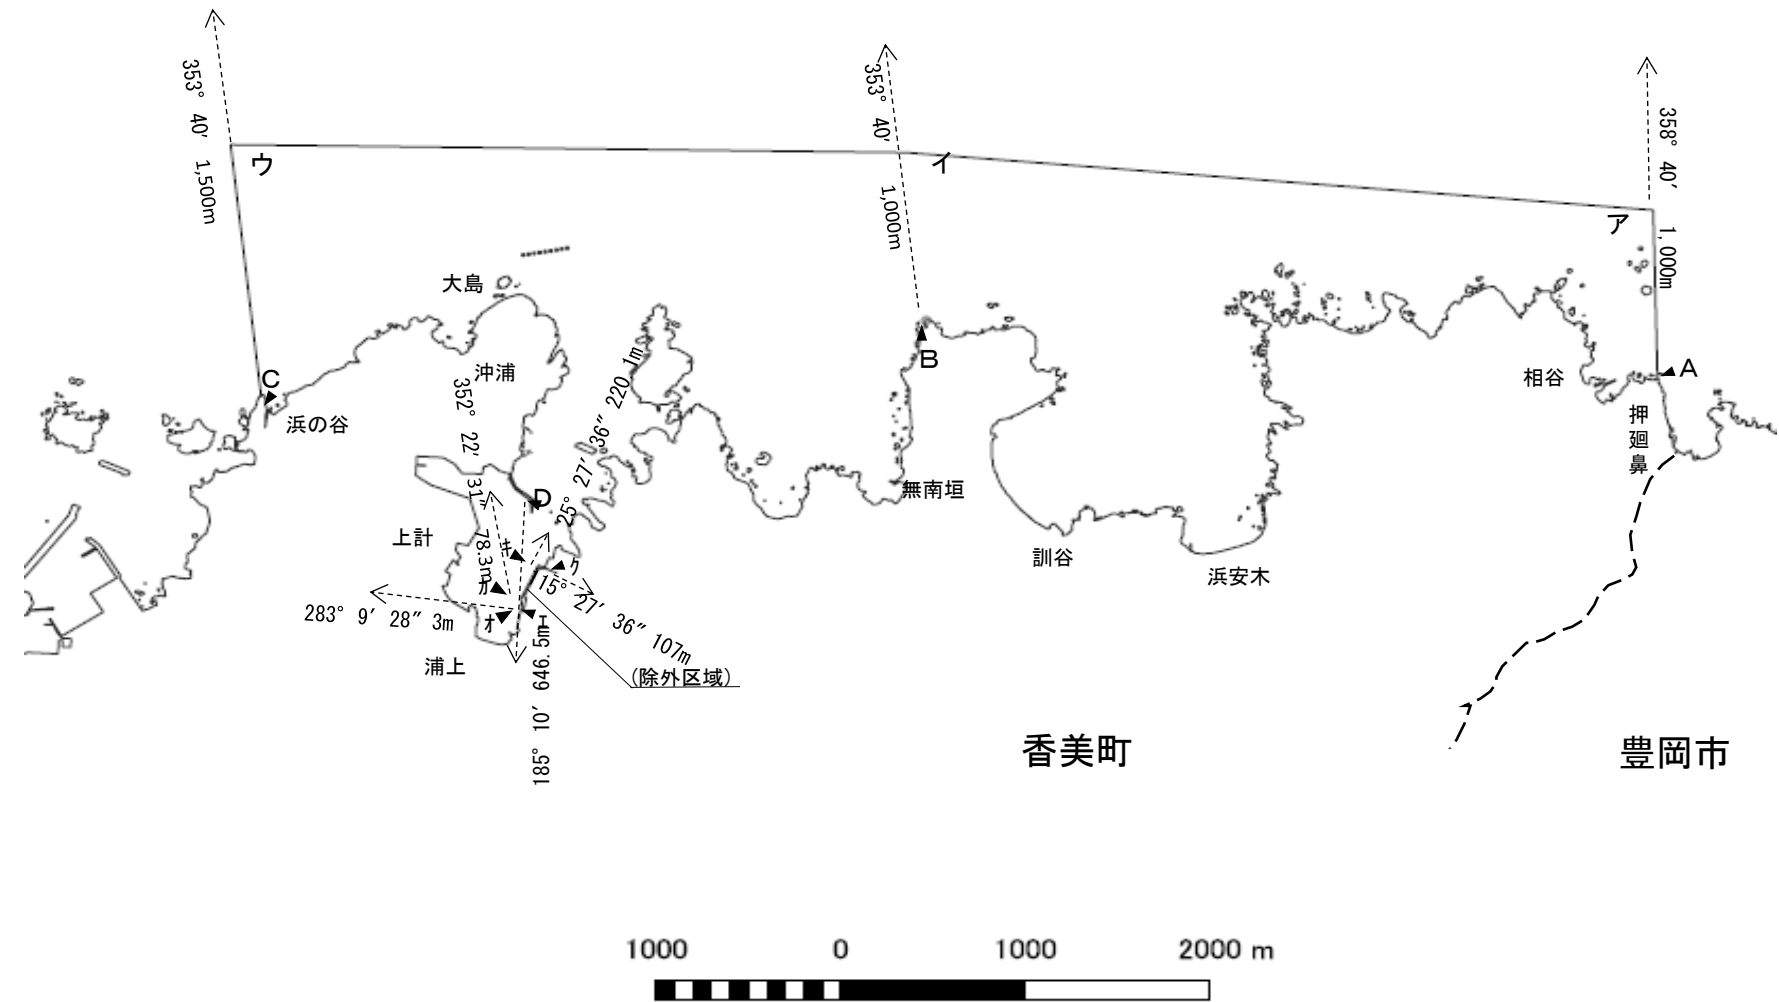 353° 40′ 1,500m
ウ
353° 40′
1,000m
イ
358° 40′
1,000m
ア
大島
沖浦
C
浜の谷
B
無南垣
A
相谷
押廻鼻
352° 22′ 31″
78.3m
25° 27′ 36″ 220.1m
D
上計
キ
ク
カ
オ
エ
15° 27′ 36″ 107m
283° 9′ 28″ 3m
185° 10′ 646.5m
浦上
(除外区域)
訓谷
浜安木
香美町
豊岡市
1000 0 1000 2000 m